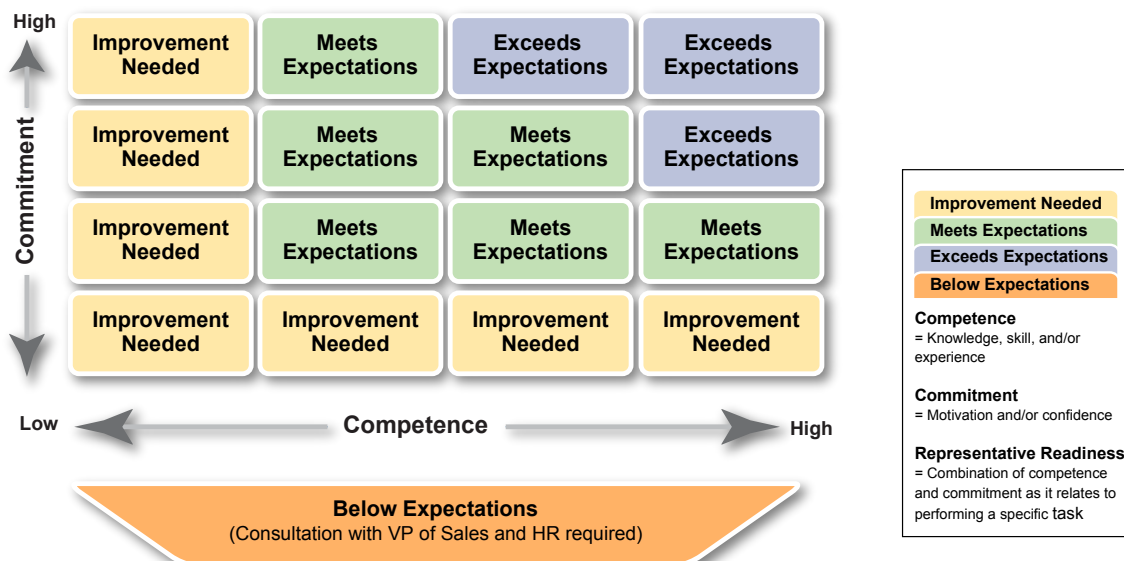 High
Improvement
Needed
Meets
Expectations
Exceeds
Expectations
Exceeds
Expectations
Improvement
Needed
Meets
Expectations
Meets
Expectations
Exceeds
Expectations
Improvement
Needed
Meets
Expectations
Meets
Expectations
Meets
Expectations
Improvement
Needed
Improvement
Needed
Improvement
Needed
Improvement
Needed
Commitment
Low
Competence
High
Below Expectations
(Consultation with VP of Sales and HR required)
Improvement Needed
Meets Expectations
Exceeds Expectations
Below Expectations
Competence
= Knowledge, skill, and/or
experience
Commitment
= Motivation and/or confidence
Representative Readiness
= Combination of competence
and commitment as it relates to
performing a specific task